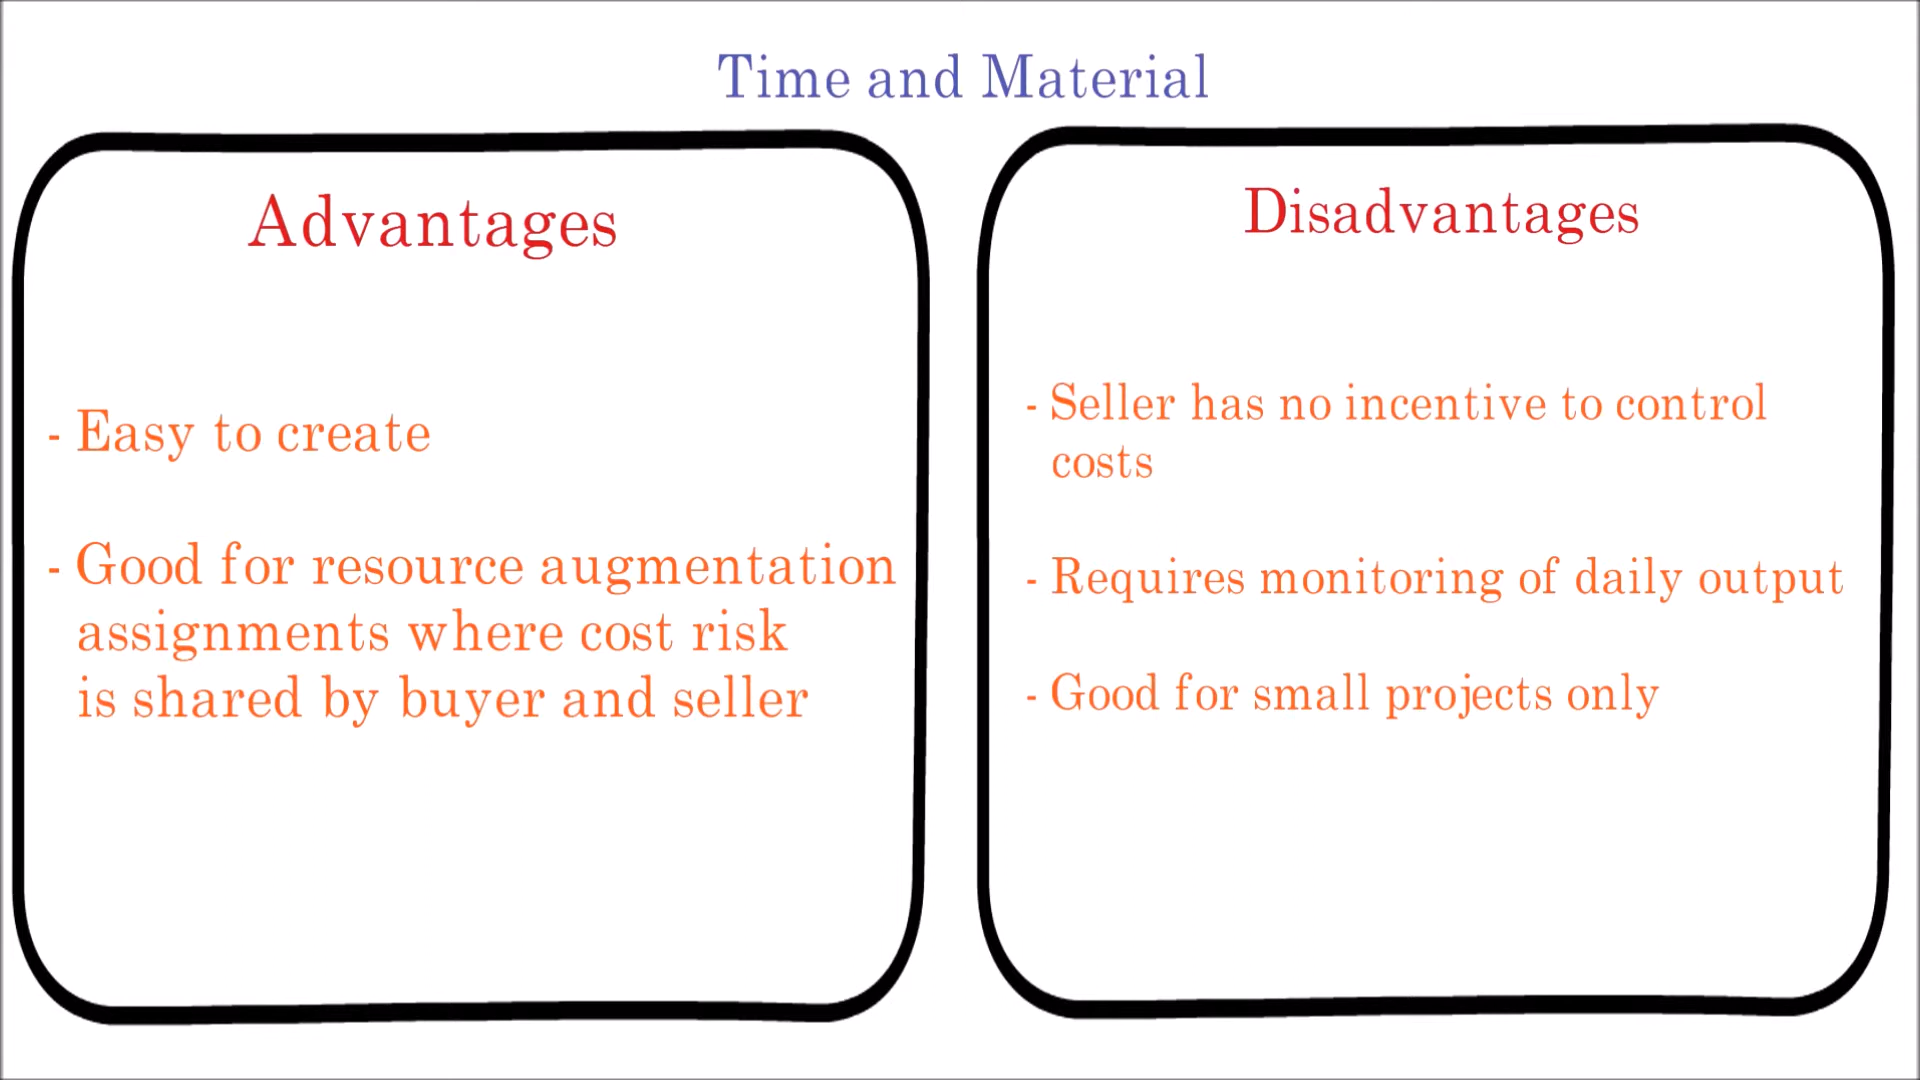 Time and Material
Advantages
- Easy to create
- Good for resource augmentation
assignments where cost risk
is shared by buyer and seller
Disadvantages
- Seller has no incentive to control
costs
- Requires monitoring of daily output
- Good for small projects only